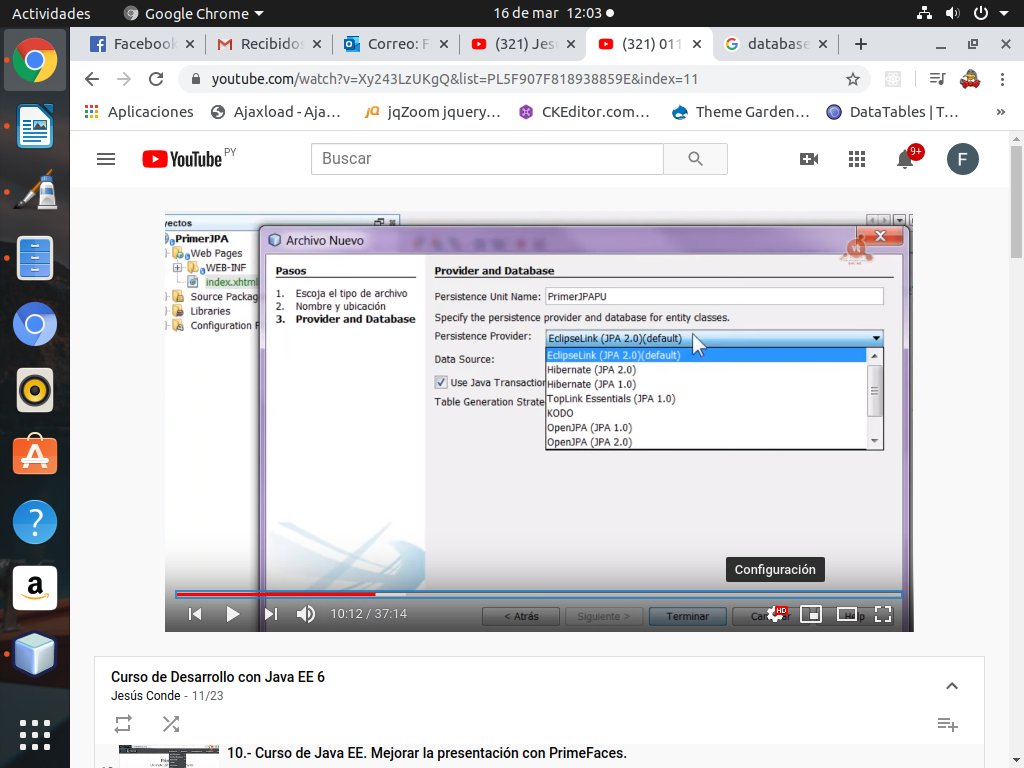 Actividades
Google Chrome
16 de mar 12:03
Facebook
Recibidos
Correo: F
(321) Jes
(321) 011
database
youtube.com/watch?v=Xy243LzUKgQ&list=PL5F907F818938859E&index=11
Aplicaciones
Ajaxload - Aja...
jqZoom jquery...
CKEditor.com...
Theme Garden...
DataTables | T...
»
YouTube PY
Buscar
9+
F
yectos
PrimerJPA
Web Pages
WEB-INF
index.xhtml
Source Packag
Libraries
Configuration F
Archivo Nuevo
Pasos
1. Escoja el tipo de archivo
2. Nombre y ubicación
3. Provider and Database
Provider and Database
Persistence Unit Name: PrimerJPAPU
Specify the persistence provider and database for entity classes.
Persistence Provider: EclipseLink (JPA 2.0)(default)
Data Source:
Use Java Transaction
Table Generation Strate
EclipseLink (JPA 2.0)(default)
Hibernate (JPA 2.0)
Hibernate (JPA 1.0)
TopLink Essentials (JPA 1.0)
KODO
OpenJPA (JPA 1.0)
OpenJPA (JPA 2.0)
Configuración
10:12 / 37:14
< Atrás
Siguiente >
Terminar
HD
Help
Curso de Desarrollo con Java EE 6
Jesús Conde - 11/23
10.- Curso de Java EE. Mejorar la presentación con PrimeFaces.